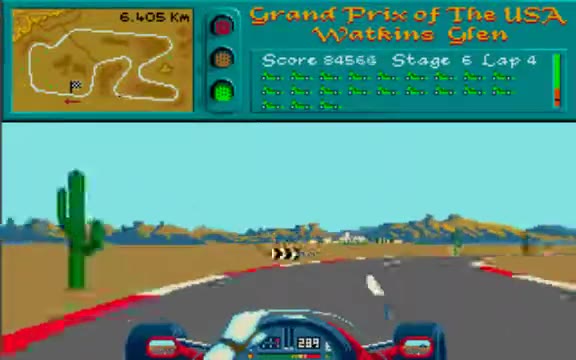 6.405 Km
Grand Prix of The USA
Watkins Glen
Score 84566 Stage 6 Lap 4
289